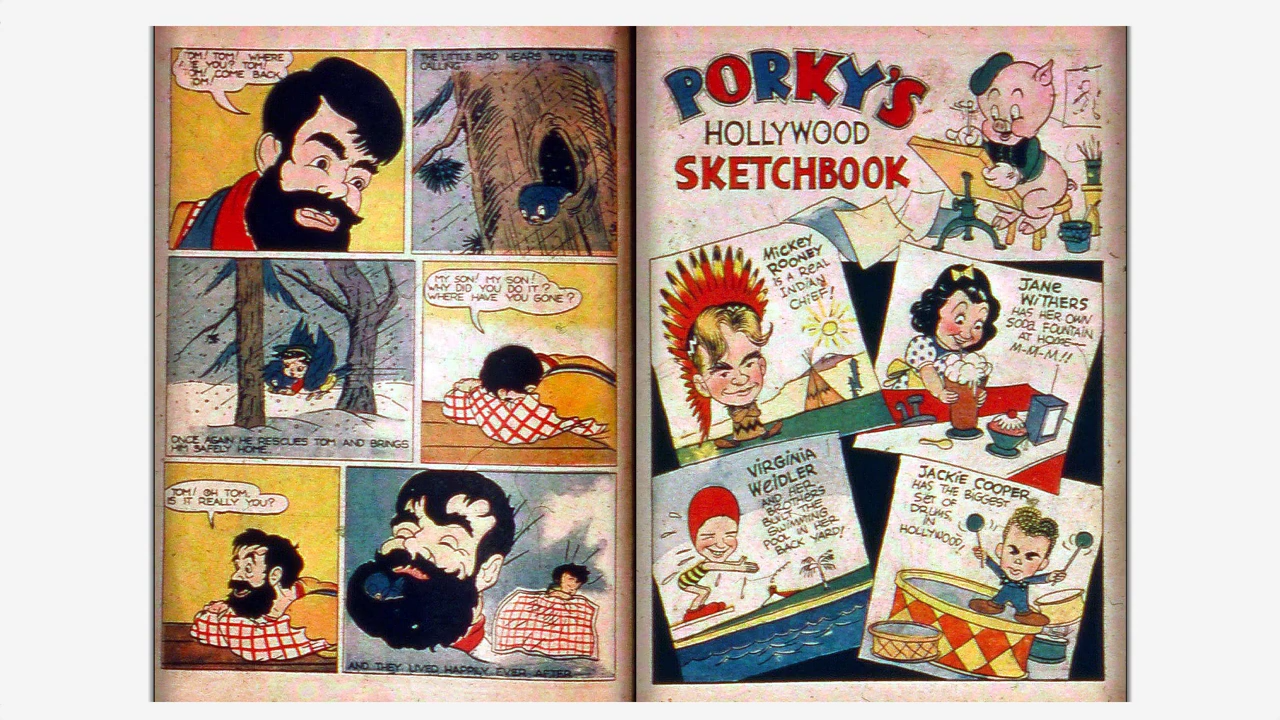 TOM! TOM! WHERE
IS YOU? TOM!
TOM! COME BACK,
TOM!
THE LITTLE BIRD HEARS TOM'S FATHER
CALLING
ONCE AGAIN HE RESCUES TOM AND BRINGS
HIM SAFELY HOME...
MY SON! MY SON!
WHY DID YOU DO IT?
WHERE HAVE YOU GONE?
TOM! OH TOM,
IS IT REALLY YOU?
AND THEY LIVED HAPPILY EVER AFTER
PORKY'S
HOLLYWOOD
SKETCHBOOK
MICKEY
ROONEY
IS A REAL
INDIAN
CHIEF!
JANE
WITHERS
HAS HER OWN
SODA FOUNTAIN
AT HOME—
M-M-M!!
VIRGINIA
WEIDLER
AND HER
BROTHERS
BUILT THE
SWIMMING
POOL IN HER
BACK YARD!
JACKIE COOPER
HAS THE BIGGEST
SET OF
DRUMS
IN
HOLLYWOOD!